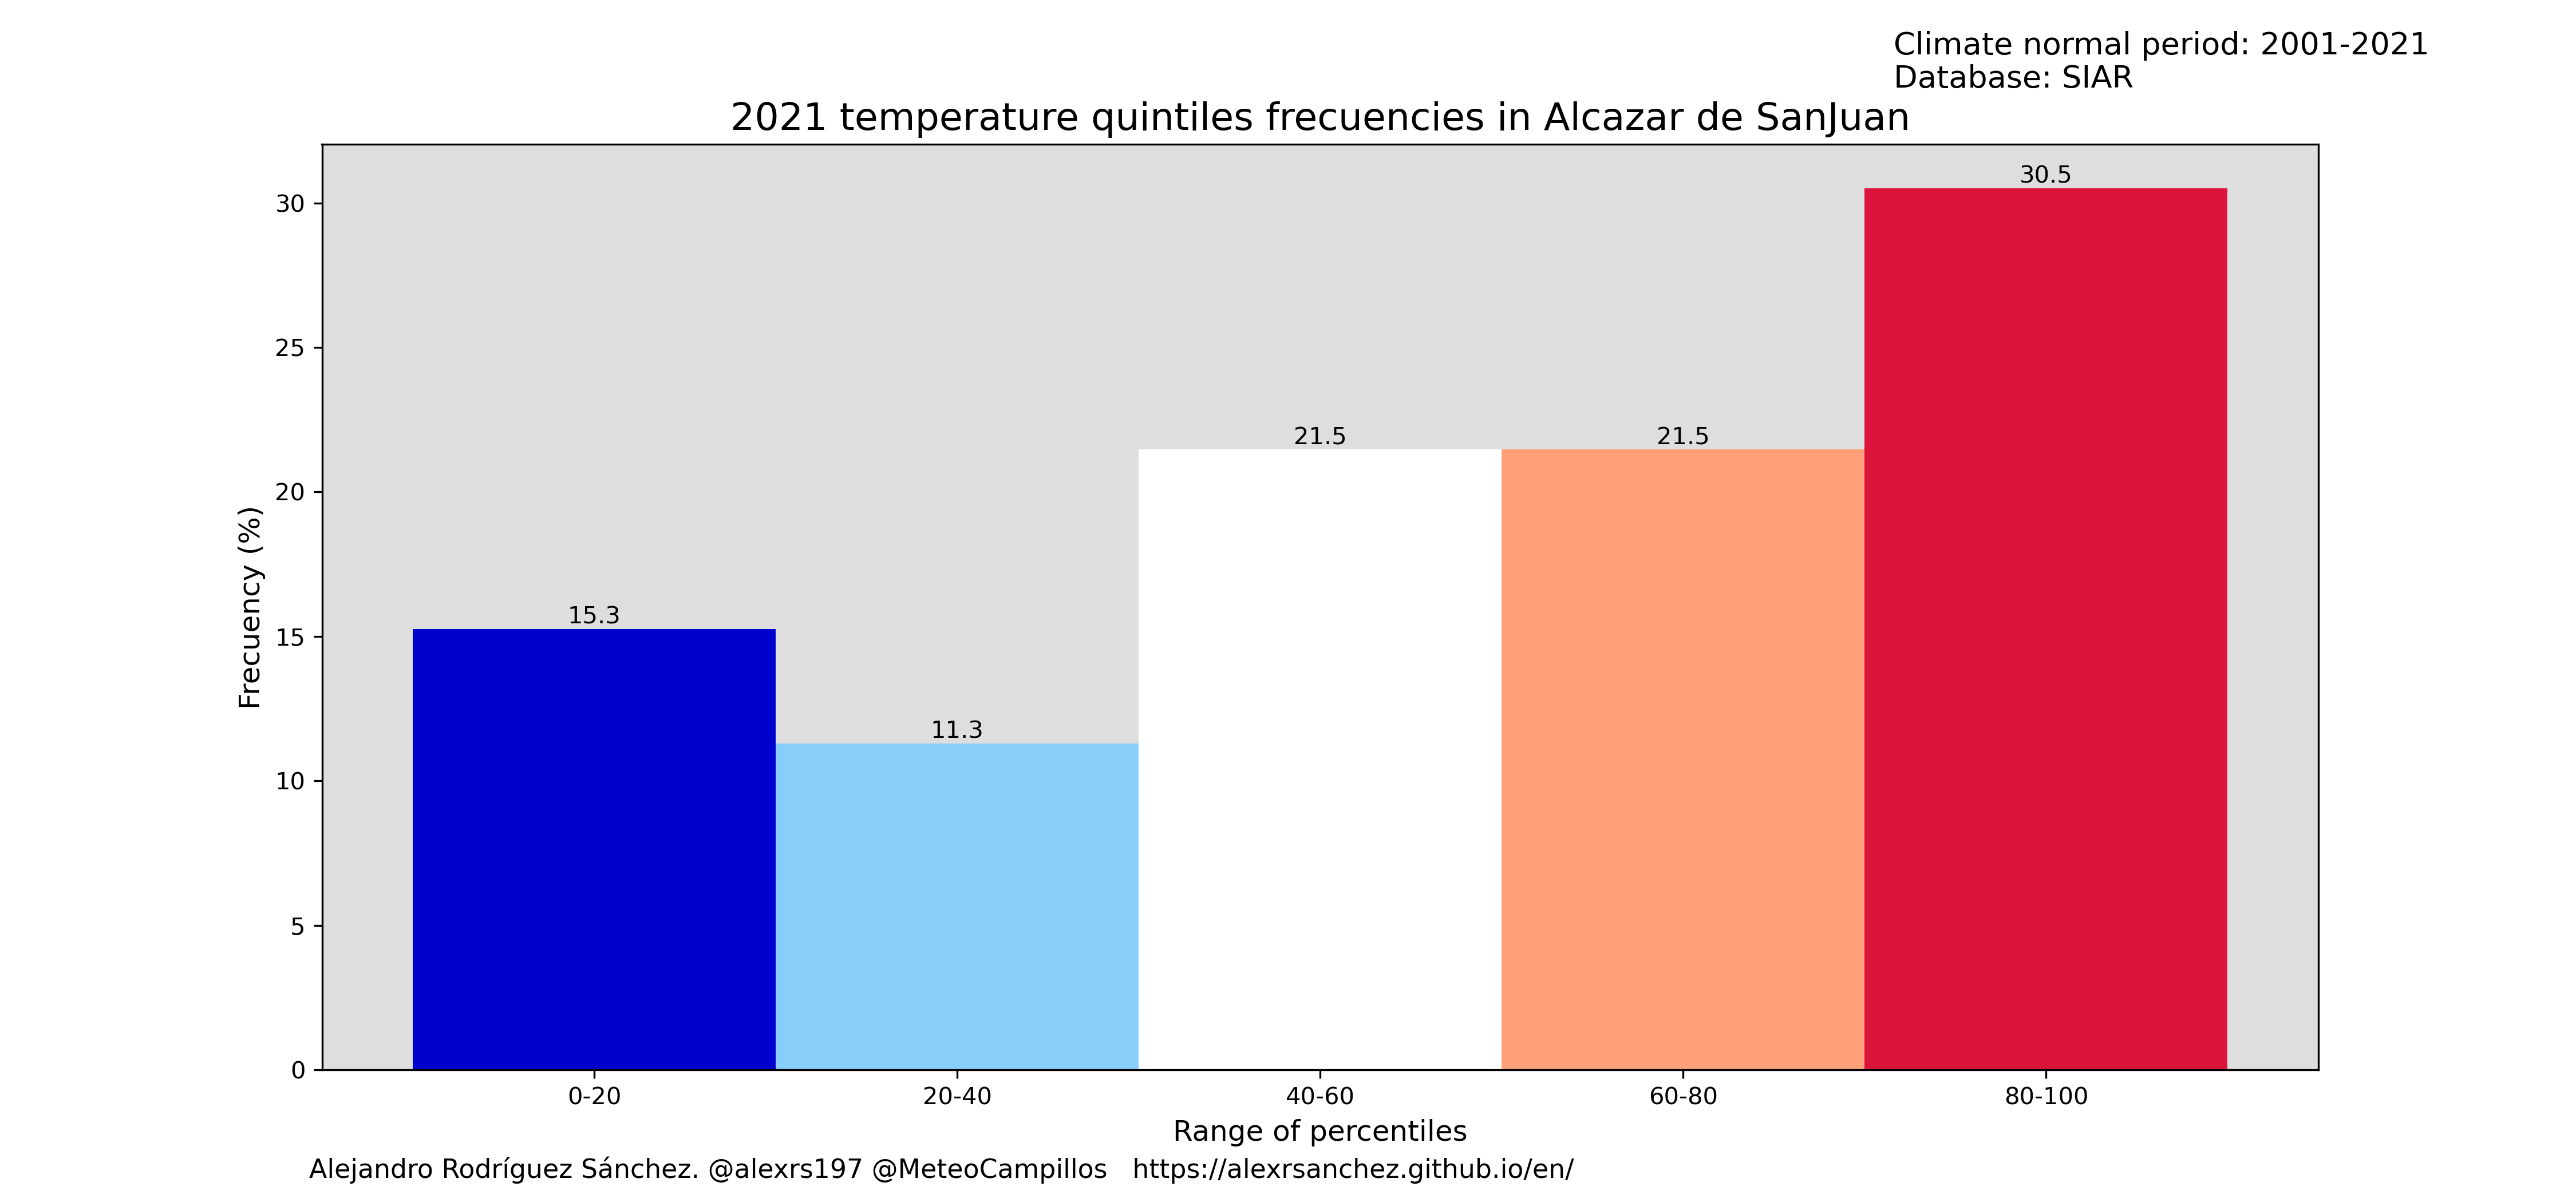 Climate normal period: 2001-2021
Database: SIAR
2021 temperature quintiles frecuencies in Alcazar de SanJuan
Frecuency (%)
30
25
20
15
10
5
0
15.3
11.3
21.5
21.5
30.5
0-20
20-40
40-60
60-80
80-100
Range of percentiles
Alejandro Rodríguez Sánchez. @alexrs197 @MeteoCampillos   https://alexrsanchez.github.io/en/